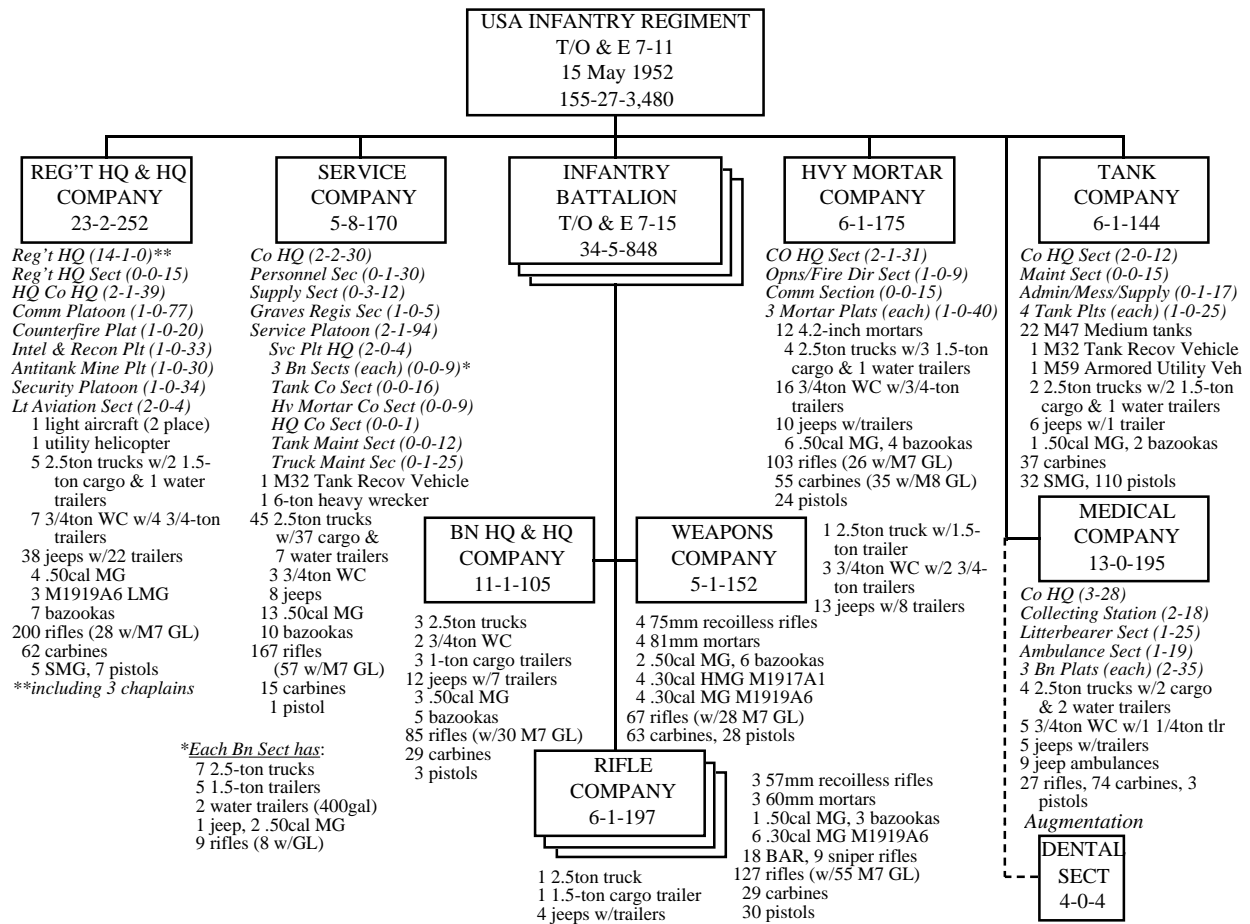 USA INFANTRY REGIMENT
T/O & E 7-11
15 May 1952
155-27-3,480
REG'T HQ & HQ
COMPANY
23-2-252
Reg't HQ (14-1-0)**
Reg't HQ Sect (0-0-15)
HQ Co HQ (2-1-39)
Comm Platoon (1-0-77)
Counterfire Plat (1-0-20)
Intel & Recon Plt (1-0-33)
Antitank Mine Plt (1-0-30)
Security Platoon (1-0-34)
Lt Aviation Sect (2-0-4)
1 light aircraft (2 place)
1 utility helicopter
5 2.5ton trucks w/2 1.5-
ton cargo & 1 water
trailers
7 3/4ton WC w/4 3/4-ton
trailers
38 jeeps w/22 trailers
4 .50cal MG
3 M1919A6 LMG
7 bazookas
200 rifles (28 w/M7 GL)
62 carbines
5 SMG, 7 pistols
**including 3 chaplains
SERVICE
COMPANY
5-8-170
Co HQ (2-2-30)
Personnel Sec (0-1-30)
Supply Sect (0-3-12)
Graves Regis Sec (1-0-5)
Service Platoon (2-1-94)
Svc Plt HQ (2-0-4)
3 Bn Sects (each) (0-0-9)*
Tank Co Sect (0-0-16)
Hv Mortar Co Sect (0-0-9)
HQ Co Sect (0-0-1)
Tank Maint Sect (0-0-12)
Truck Maint Sec (0-1-25)
1 M32 Tank Recov Vehicle
1 6-ton heavy wrecker
45 2.5ton trucks
w/37 cargo &
7 water trailers
3 3/4ton WC
8 jeeps
13 .50cal MG
10 bazookas
167 rifles
(57 w/M7 GL)
15 carbines
1 pistol
*Each Bn Sect has:
7 2.5-ton trucks
5 1.5-ton trailers
2 water trailers (400gal)
1 jeep, 2 .50cal MG
9 rifles (8 w/GL)
INFANTRY
BATTALION
T/O & E 7-15
34-5-848
BN HQ & HQ
COMPANY
11-1-105
3 2.5ton trucks
2 3/4ton WC
3 1-ton cargo trailers
12 jeeps w/7 trailers
3 .50cal MG
5 bazookas
85 rifles (w/30 M7 GL)
29 carbines
3 pistols
WEAPONS
COMPANY
5-1-152
4 75mm recoilless rifles
4 81mm mortars
2 .50cal MG, 6 bazookas
4 .30cal HMG M1917A1
4 .30cal MG M1919A6
67 rifles (w/28 M7 GL)
63 carbines, 28 pistols
1 2.5ton truck w/1.5-
ton trailer
3 3/4ton WC w/2 3/4-
ton trailers
13 jeeps w/8 trailers
RIFLE
COMPANY
6-1-197
1 2.5ton truck
1 1.5-ton cargo trailer
4 jeeps w/trailers
3 57mm recoilless rifles
3 60mm mortars
1 .50cal MG, 3 bazookas
6 .30cal MG M1919A6
18 BAR, 9 sniper rifles
127 rifles (w/55 M7 GL)
29 carbines
30 pistols
HVY MORTAR
COMPANY
6-1-175
CO HQ Sect (2-1-31)
Opns/Fire Dir Sect (1-0-9)
Comm Section (0-0-15)
3 Mortar Plats (each) (1-0-40)
12 4.2-inch mortars
4 2.5ton trucks w/3 1.5-ton
cargo & 1 water trailers
16 3/4ton WC w/3/4-ton
trailers
10 jeeps w/trailers
6 .50cal MG, 4 bazookas
103 rifles (26 w/M7 GL)
55 carbines (35 w/M8 GL)
24 pistols
TANK
COMPANY
6-1-144
Co HQ Sect (2-0-12)
Maint Sect (0-0-15)
Admin/Mess/Supply (0-1-17)
4 Tank Plts (each) (1-0-25)
22 M47 Medium tanks
1 M32 Tank Recov Vehicle
1 M59 Armored Utility Veh
2 2.5ton trucks w/2 1.5-ton
cargo & 1 water trailers
6 jeeps w/1 trailer
1 .50cal MG, 2 bazookas
37 carbines
32 SMG, 110 pistols
MEDICAL
COMPANY
13-0-195
Co HQ (3-28)
Collecting Station (2-18)
Litterbearer Sect (1-25)
Ambulance Sect (1-19)
3 Bn Plats (each) (2-35)
4 2.5ton trucks w/2 cargo
& 2 water trailers
5 3/4ton WC w/1 1/4ton tlr
5 jeeps w/trailers
9 jeep ambulances
27 rifles, 74 carbines, 3
pistols
Augmentation
DENTAL
SECT
4-0-4